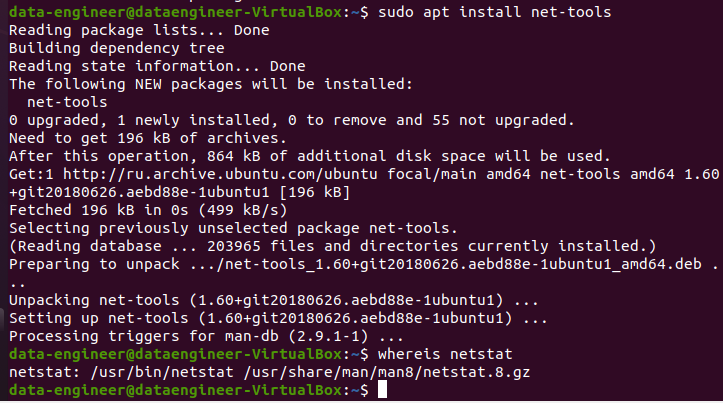 data-engineer@dataengineer-VirtualBox:~$ sudo apt install net-tools
Reading package lists... Done
Building dependency tree
Reading state information... Done
The following NEW packages will be installed:
  net-tools
0 upgraded, 1 newly installed, 0 to remove and 55 not upgraded.
Need to get 196 kB of archives.
After this operation, 864 kB of additional disk space will be used.
Get:1 http://ru.archive.ubuntu.com/ubuntu focal/main amd64 net-tools amd64 1.60
+git20180626.aebd88e-1ubuntu1 [196 kB]
Fetched 196 kB in 0s (499 kB/s)
Selecting previously unselected package net-tools.
(Reading database ... 203965 files and directories currently installed.)
Preparing to unpack .../net-tools_1.60+git20180626.aebd88e-1ubuntu1_amd64.deb .
..
Unpacking net-tools (1.60+git20180626.aebd88e-1ubuntu1) ...
Setting up net-tools (1.60+git20180626.aebd88e-1ubuntu1) ...
Processing triggers for man-db (2.9.1-1) ...
data-engineer@dataengineer-VirtualBox:~$ whereis netstat
netstat: /usr/bin/netstat /usr/share/man/man8/netstat.8.gz
data-engineer@dataengineer-VirtualBox:~$